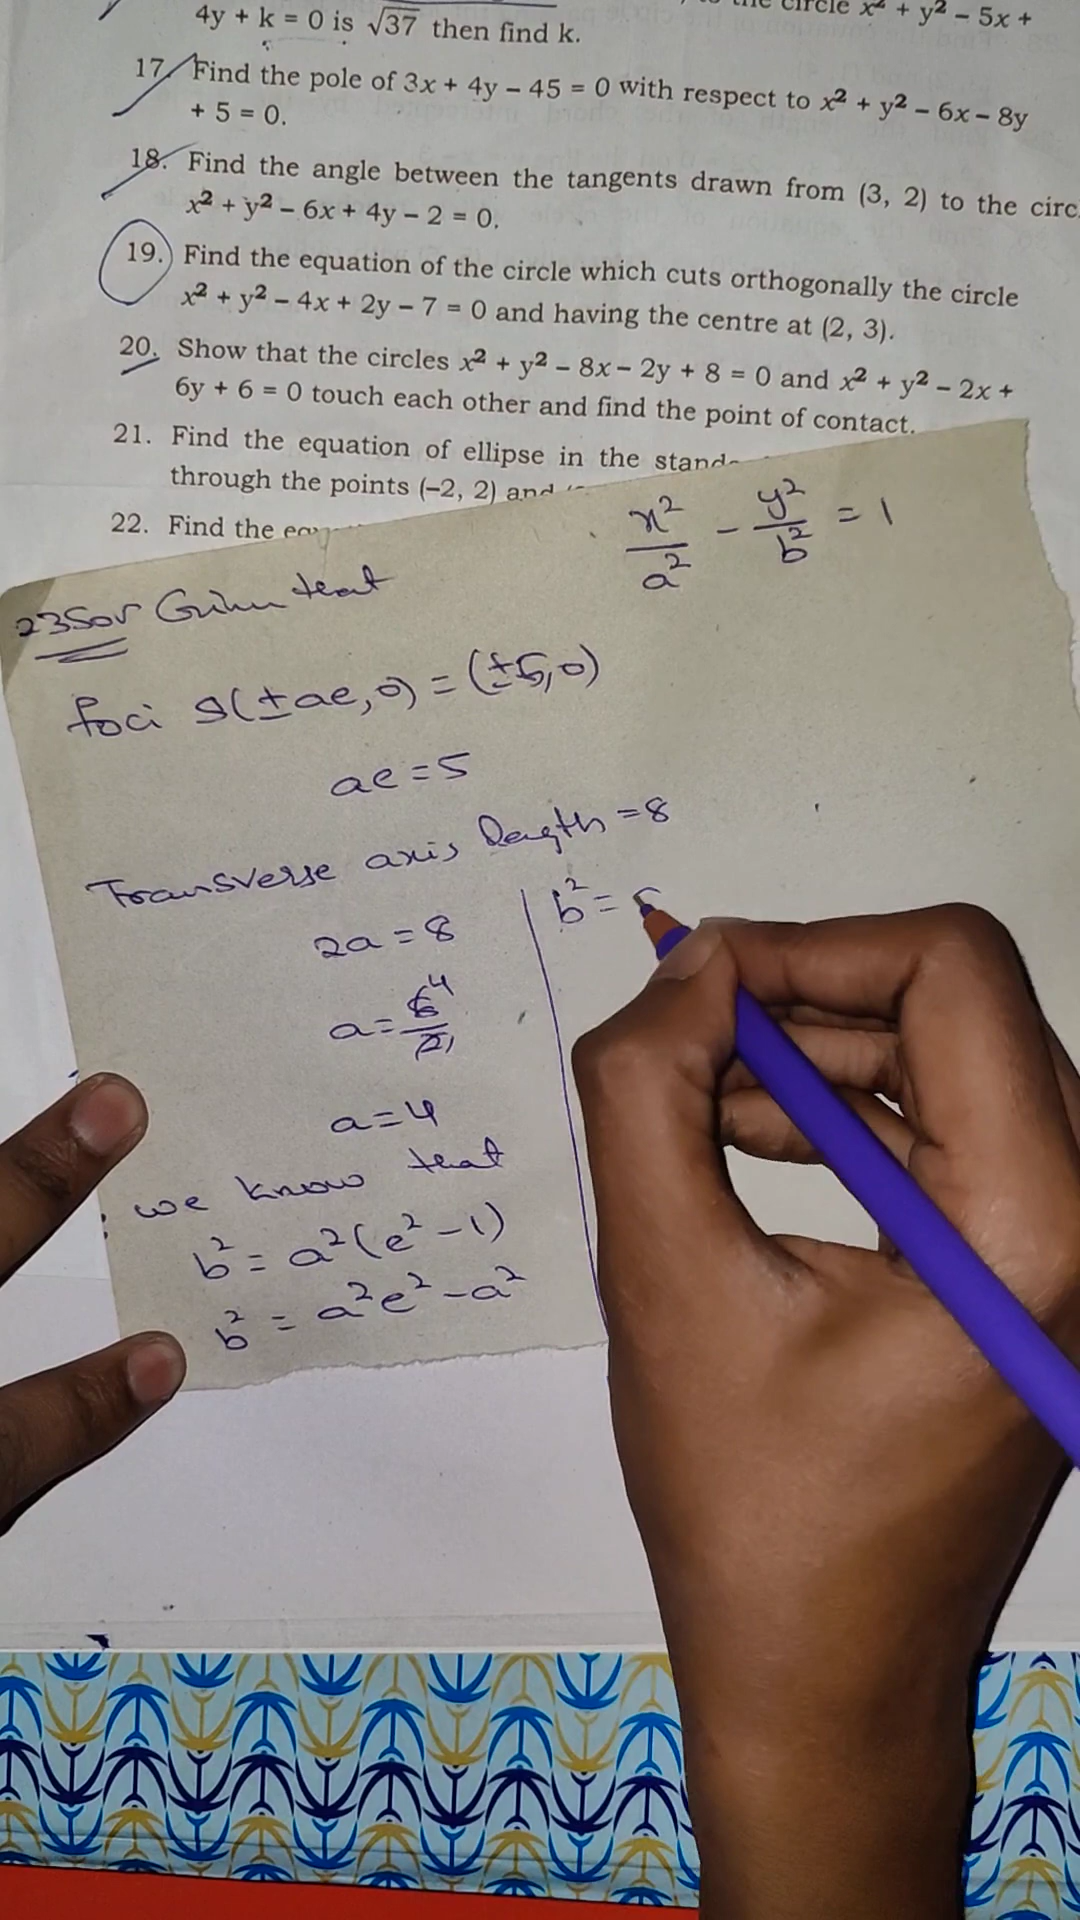 the circle x² + y² – 5x +
4y + k = 0 is √37 then find k.
17. Find the pole of 3x + 4y – 45 = 0 with respect to x² + y² – 6x – 8y
+ 5 = 0.
18. Find the angle between the tangents drawn from (3, 2) to the circ
x² + y² – 6x + 4y – 2 = 0.
19. Find the equation of the circle which cuts orthogonally the circle
x² + y² – 4x + 2y – 7 = 0 and having the centre at (2, 3).
20. Show that the circles x² + y² – 8x – 2y + 8 = 0 and x² + y² – 2x +
6y + 6 = 0 touch each other and find the point of contact.
21. Find the equation of ellipse in the stand
through the points (–2, 2) and
22. Find the
x²/a² - y²/b² = 1
23 Sol Given that
foci S(±ae, 0) = (±5, 0)
ae = 5
Transverse axis length = 8
2a = 8
a = 8/2 4 1
a = 4
we know that
b² = a²(e² - 1)
b² = a²e² - a²
b² =